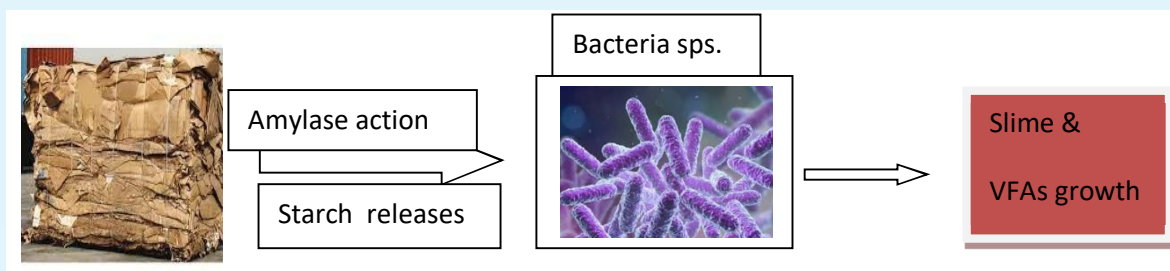 Bacteria sps.
Amylase action
Starch releases
Slime &
VFAs growth